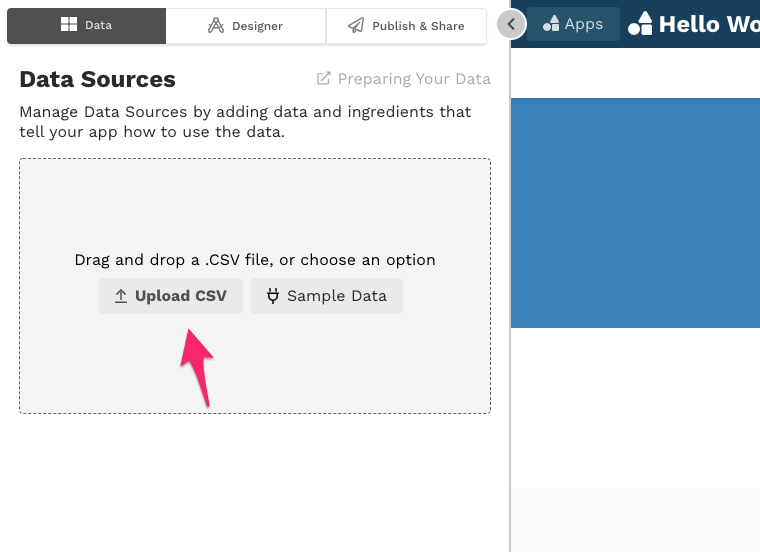 Data
Designer
Publish & Share
Apps
Hello Wo
Data Sources
Preparing Your Data
Manage Data Sources by adding data and ingredients that
tell your app how to use the data.
Drag and drop a .CSV file, or choose an option
Upload CSV
Sample Data